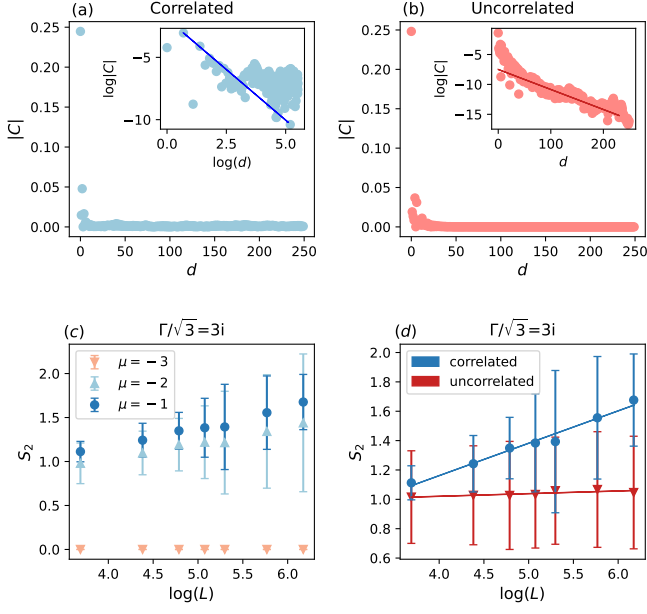 (a) Correlated
|C|
0.25
0.20
0.15
0.10
0.05
0.00
0 50 100 150 200 250
d
log|C|
−5
−10
0.0 2.5 5.0
log(d)
(b) Uncorrelated
|C|
0.25
0.20
0.15
0.10
0.05
0.00
0 50 100 150 200 250
d
log|C|
−5
−10
−15
0 100 200
d
(c) Γ/√3=3i
S₂
2.0
1.5
1.0
0.5
0.0
μ = −3
μ = −2
μ = −1
4.0 4.5 5.0 5.5 6.0
log(L)
(d) Γ/√3=3i
S₂
2.0
1.8
1.6
1.4
1.2
1.0
0.8
0.6
correlated
uncorrelated
4.0 4.5 5.0 5.5 6.0
log(L)